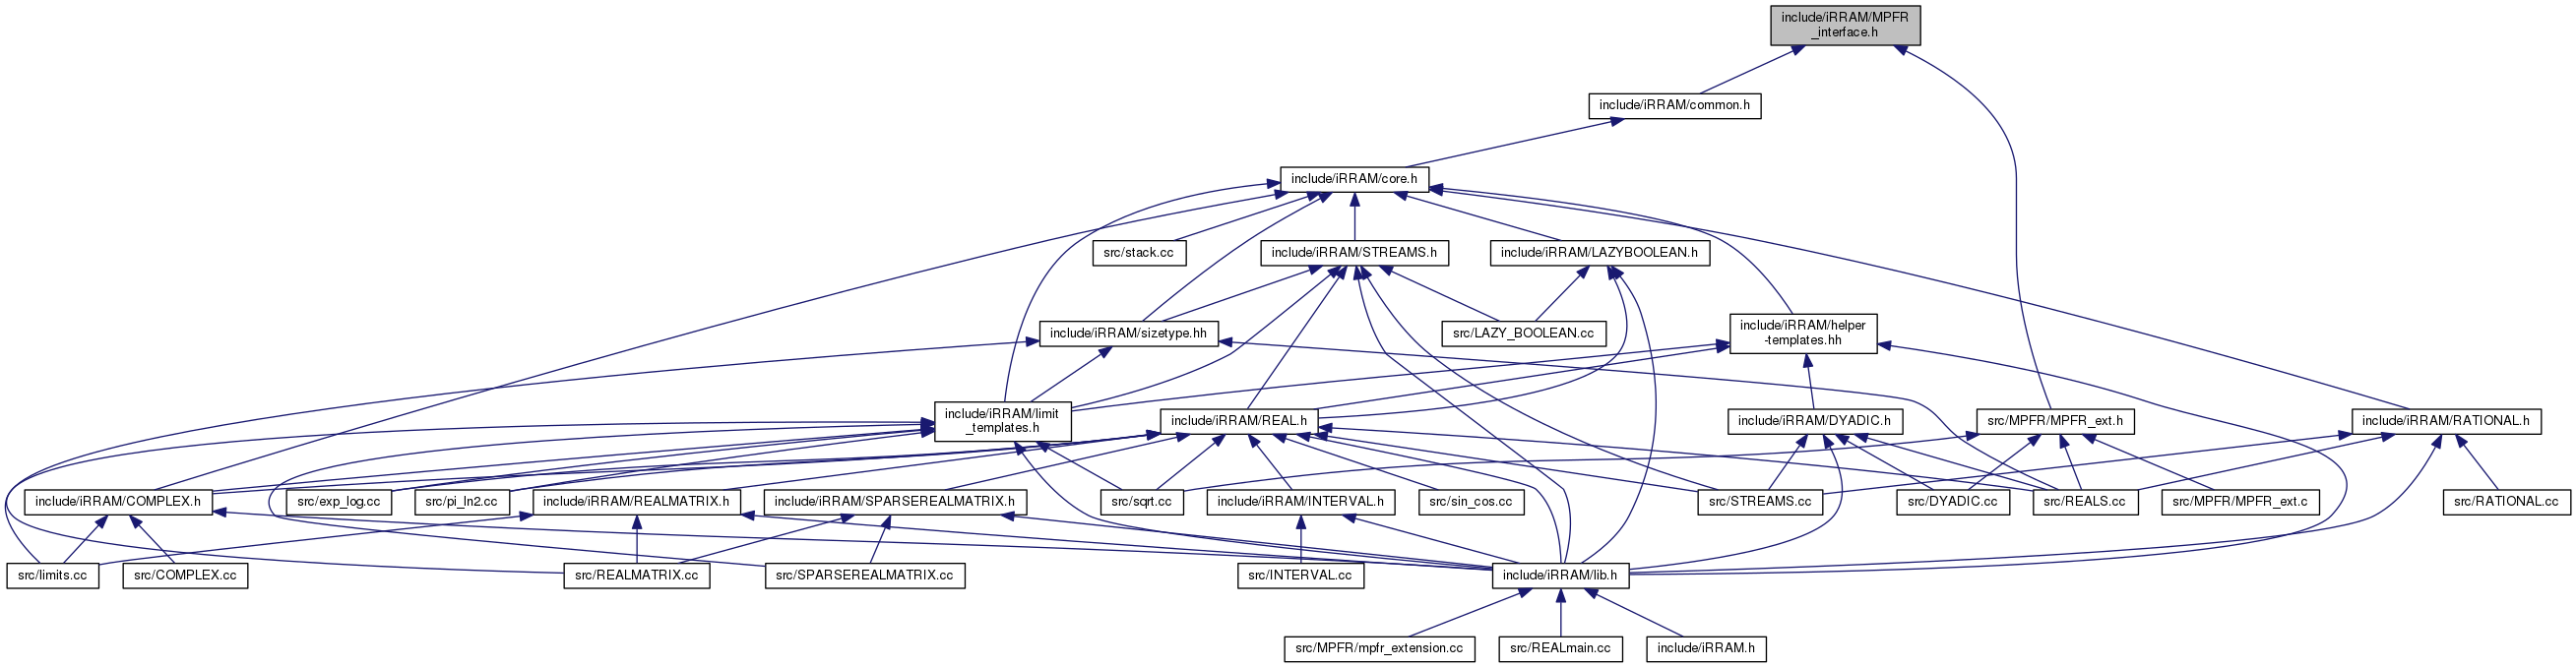 include/iRRAM/MPFR
_interface.h
include/iRRAM/common.h
include/iRRAM/core.h
src/stack.cc
include/iRRAM/STREAMS.h
include/iRRAM/LAZYBOOLEAN.h
include/iRRAM/sizetype.hh
src/LAZY_BOOLEAN.cc
include/iRRAM/helper
-templates.hh
include/iRRAM/limit
_templates.h
include/iRRAM/REAL.h
include/iRRAM/DYADIC.h
src/MPFR/MPFR_ext.h
include/iRRAM/RATIONAL.h
include/iRRAM/COMPLEX.h
src/exp_log.cc
src/pi_ln2.cc
include/iRRAM/REALMATRIX.h
include/iRRAM/SPARSEREALMATRIX.h
src/sqrt.cc
include/iRRAM/INTERVAL.h
src/sin_cos.cc
src/STREAMS.cc
src/DYADIC.cc
src/REALS.cc
src/MPFR/MPFR_ext.c
src/RATIONAL.cc
src/limits.cc
src/COMPLEX.cc
src/REALMATRIX.cc
src/SPARSEREALMATRIX.cc
src/INTERVAL.cc
include/iRRAM/lib.h
src/MPFR/mpfr_extension.cc
src/REALmain.cc
include/iRRAM.h